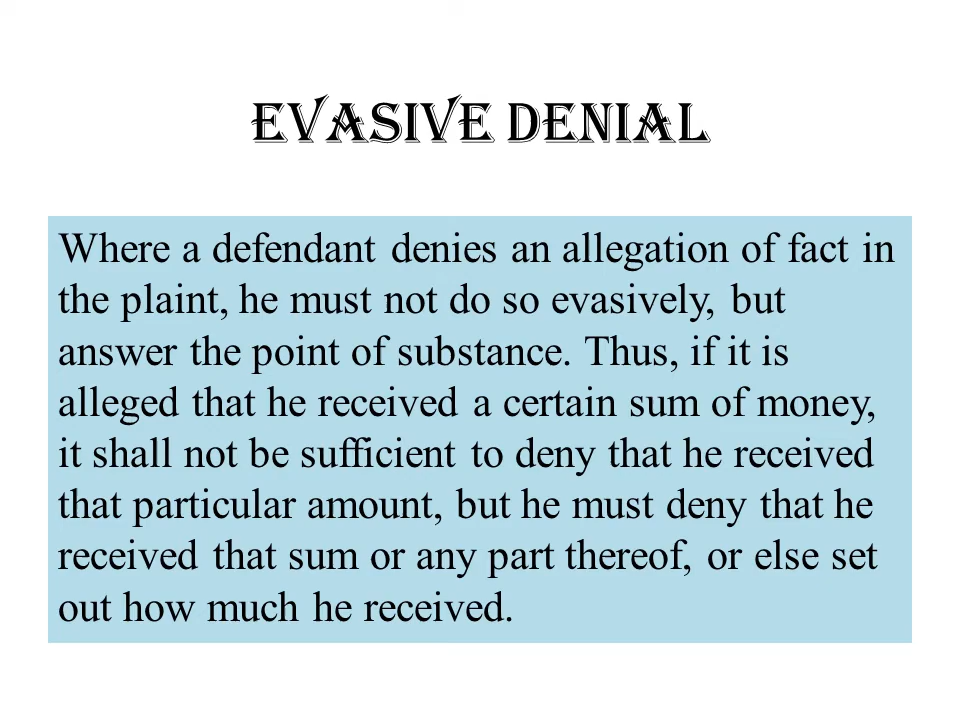 EVASIVE DENIAL
Where a defendant denies an allegation of fact in
the plaint, he must not do so evasively, but
answer the point of substance. Thus, if it is
alleged that he received a certain sum of money,
it shall not be sufficient to deny that he received
that particular amount, but he must deny that he
received that sum or any part thereof, or else set
out how much he received.